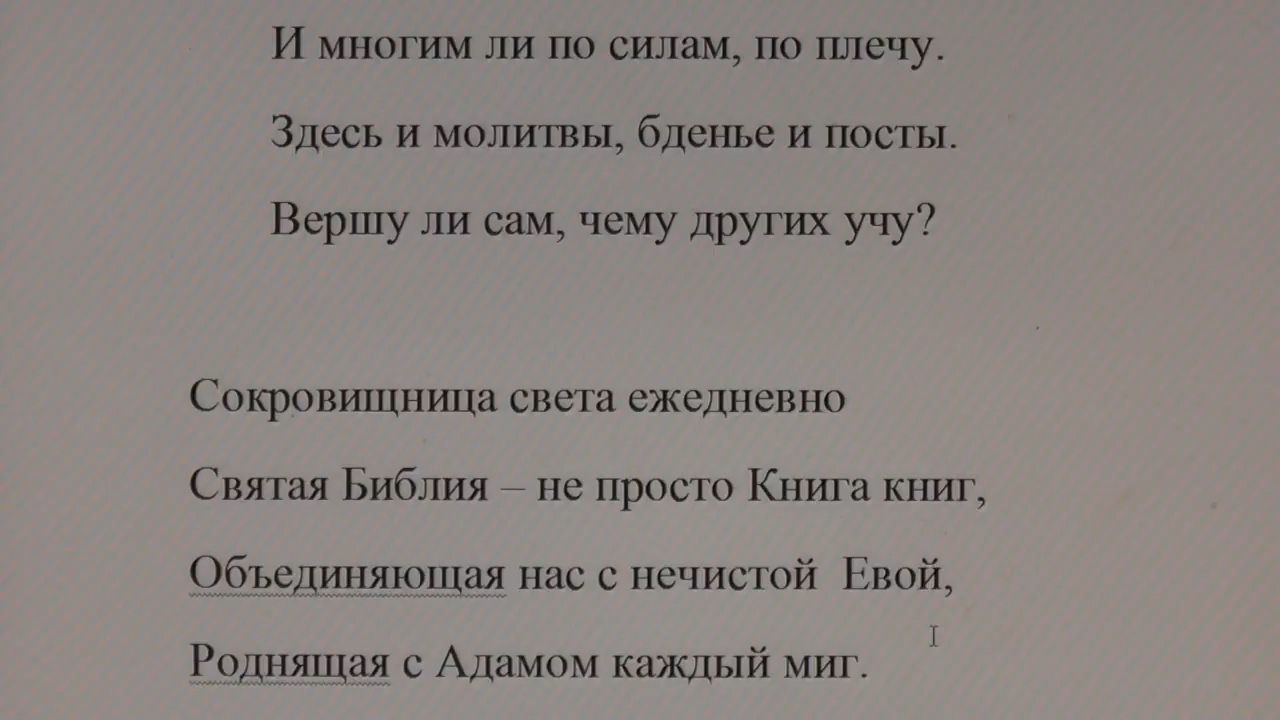 И многим ли по силам, по плечу.
Здесь и молитвы, бденье и посты.
Вершу ли сам, чему других учу?
Сокровищница света ежедневно
Святая Библия – не просто Книга книг,
Объединяющая нас с нечистой  Евой,
Роднящая с Адамом каждый миг.